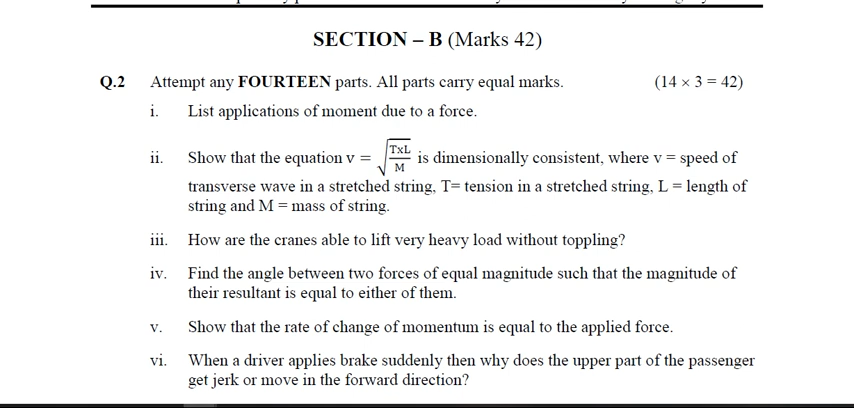 SECTION – B (Marks 42)
Q.2 Attempt any FOURTEEN parts. All parts carry equal marks. (14 × 3 = 42)
i. List applications of moment due to a force.
ii. Show that the equation v = √(TxL/M) is dimensionally consistent, where v = speed of
transverse wave in a stretched string, T= tension in a stretched string, L = length of
string and M = mass of string.
iii. How are the cranes able to lift very heavy load without toppling?
iv. Find the angle between two forces of equal magnitude such that the magnitude of
their resultant is equal to either of them.
v. Show that the rate of change of momentum is equal to the applied force.
vi. When a driver applies brake suddenly then why does the upper part of the passenger
get jerk or move in the forward direction?